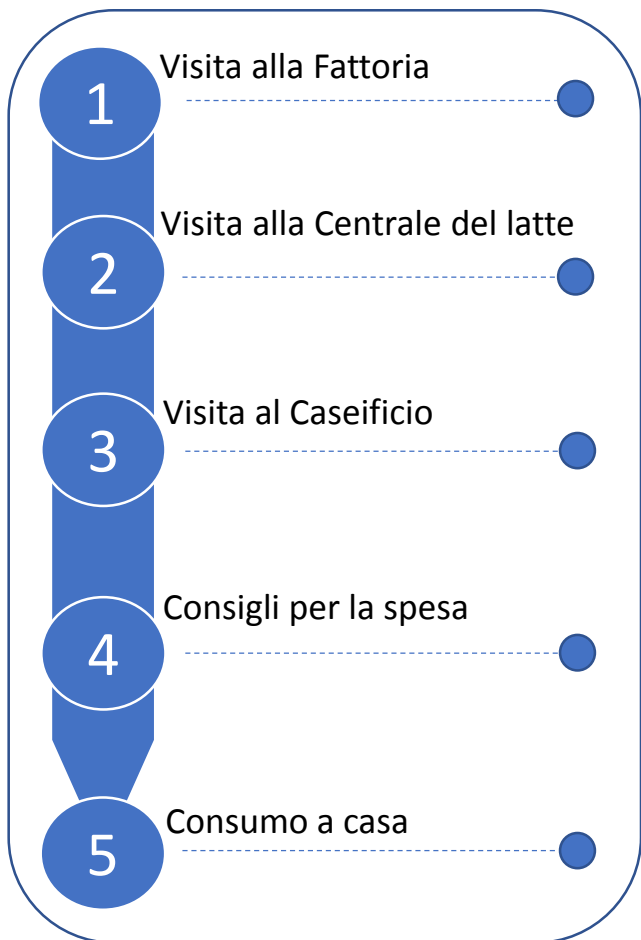 1
Visita alla Fattoria
2
Visita alla Centrale del latte
3
Visita al Caseificio
4
Consigli per la spesa
5
Consumo a casa